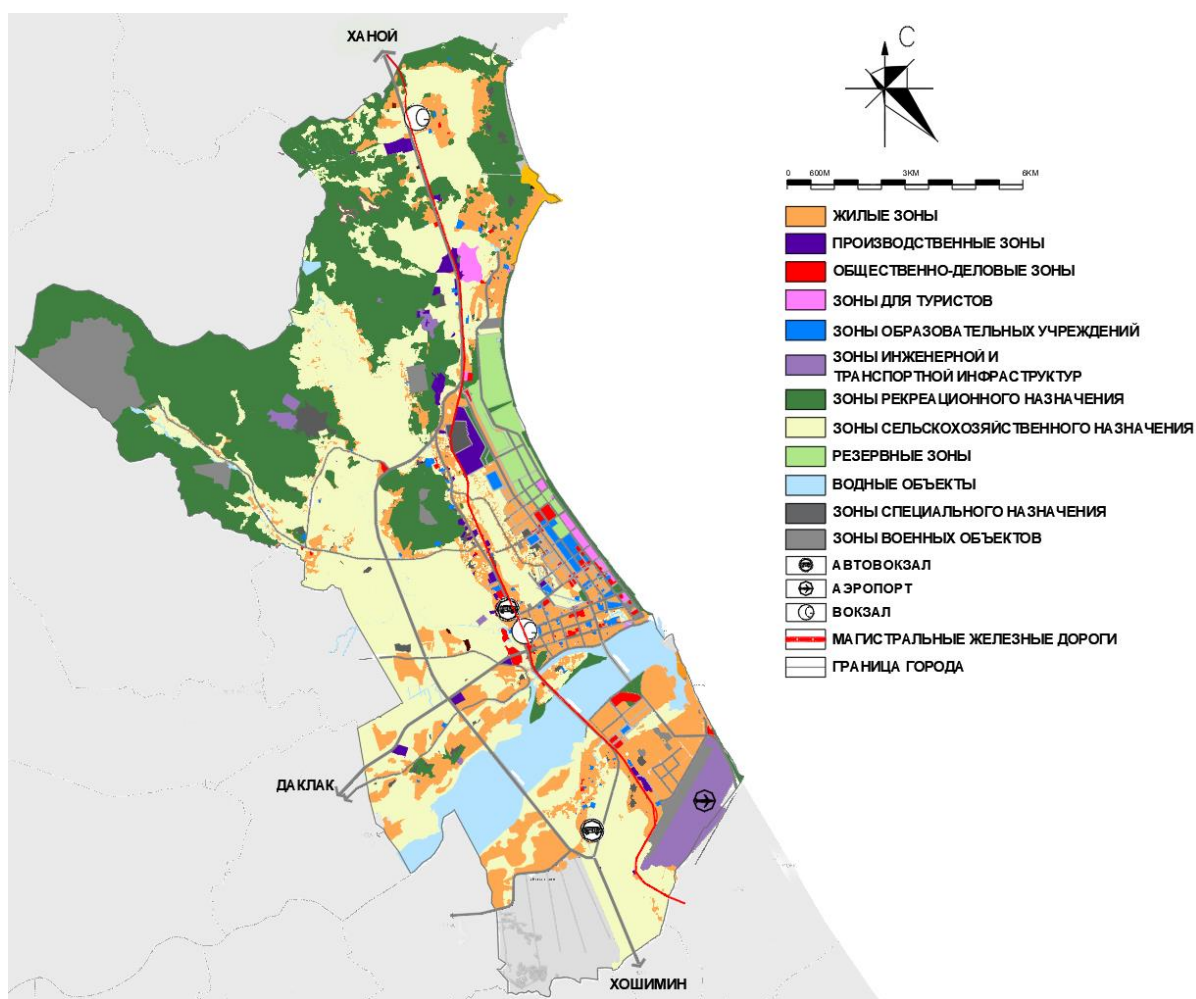 ХАНОЙ
С
0 600М 3КМ 6КМ
ЖИЛЫЕ ЗОНЫ
ПРОИЗВОДСТВЕННЫЕ ЗОНЫ
ОБЩЕСТВЕННО-ДЕЛОВЫЕ ЗОНЫ
ЗОНЫ ДЛЯ ТУРИСТОВ
ЗОНЫ ОБРАЗОВАТЕЛЬНЫХ УЧРЕЖДЕНИЙ
ЗОНЫ ИНЖЕНЕРНОЙ И
ТРАНСПОРТНОЙ ИНФРАСТРУКТУР
ЗОНЫ РЕКРЕАЦИОННОГО НАЗНАЧЕНИЯ
ЗОНЫ СЕЛЬСКОХОЗЯЙСТВЕННОГО НАЗНАЧЕНИЯ
РЕЗЕРВНЫЕ ЗОНЫ
ВОДНЫЕ ОБЪЕКТЫ
ЗОНЫ СПЕЦИАЛЬНОГО НАЗНАЧЕНИЯ
ЗОНЫ ВОЕННЫХ ОБЪЕКТОВ
АВТОВОКЗАЛ
АЭРОПОРТ
ВОКЗАЛ
МАГИСТРАЛЬНЫЕ ЖЕЛЕЗНЫЕ ДОРОГИ
ГРАНИЦА ГОРОДА
ДАКЛАК
ХОШИМИН